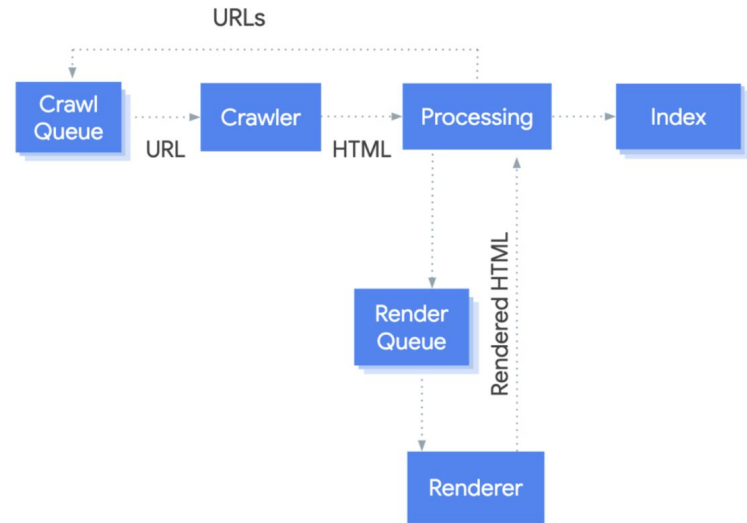 URLs
Crawl
Queue
URL
Crawler
HTML
Processing
Index
Render
Queue
Rendered HTML
Renderer